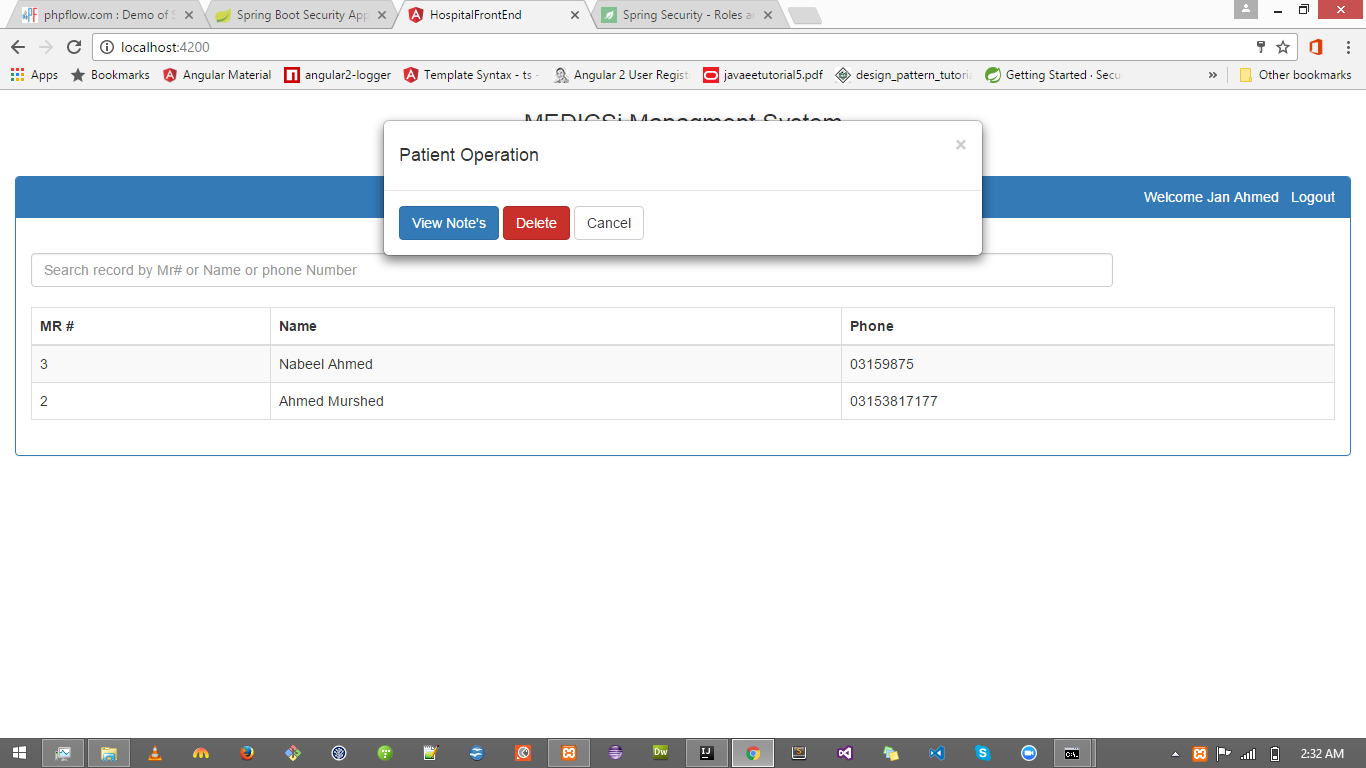 phpflow.com : Demo of S
Spring Boot Security App
HospitalFrontEnd
Spring Security - Roles a
localhost:4200
Apps
Bookmarks
Angular Material
angular2-logger
Template Syntax - ts -
Angular 2 User Regist
javaeetutorial5.pdf
design_pattern_tutoria
Getting Started · Secu
»
Other bookmarks
MEDICSi Managment System
Patient Operation
×
Welcome Jan Ahmed Logout
View Note's Delete Cancel
Search record by Mr# or Name or phone Number
MR # Name Phone
3 Nabeel Ahmed 03159875
2 Ahmed Murshed 03153817177
2:32 AM